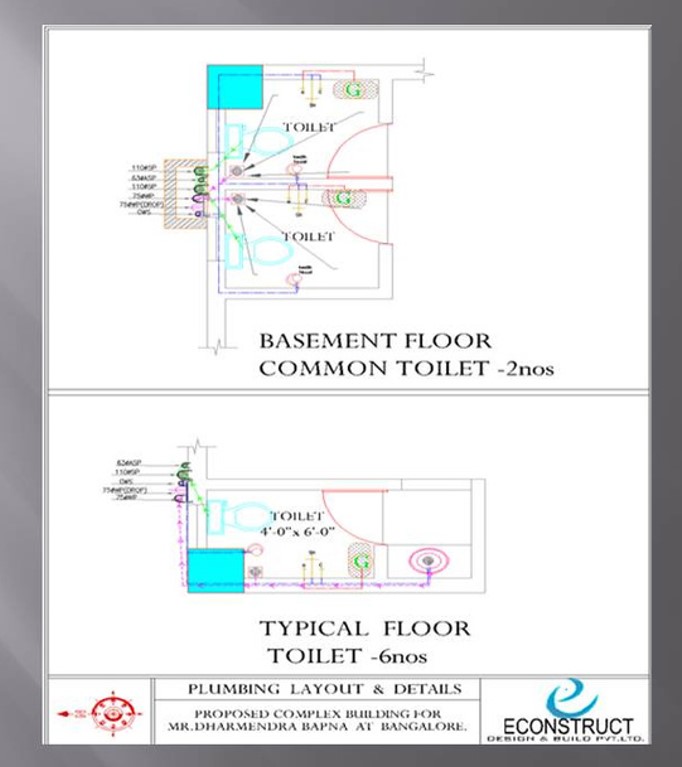 G
TOILET
110ØSP
63ØSP
110ØSP
75ØWP
75ØWP(DROP)
OWS
G
TOILET
BASEMENT FLOOR
COMMON TOILET -2nos
63ØSP
110ØSP
OWS
75ØWP(DROP)
75ØWP
TOILET
4'-0"x 6'-0"
G
TYPICAL FLOOR
TOILET -6nos
PLUMBING LAYOUT & DETAILS
PROPOSED COMPLEX BUILDING FOR
MR.DHARMENDRA BAPNA AT BANGALORE.
ECONSTRUCT
DESIGN & BUILD PVT.LTD.